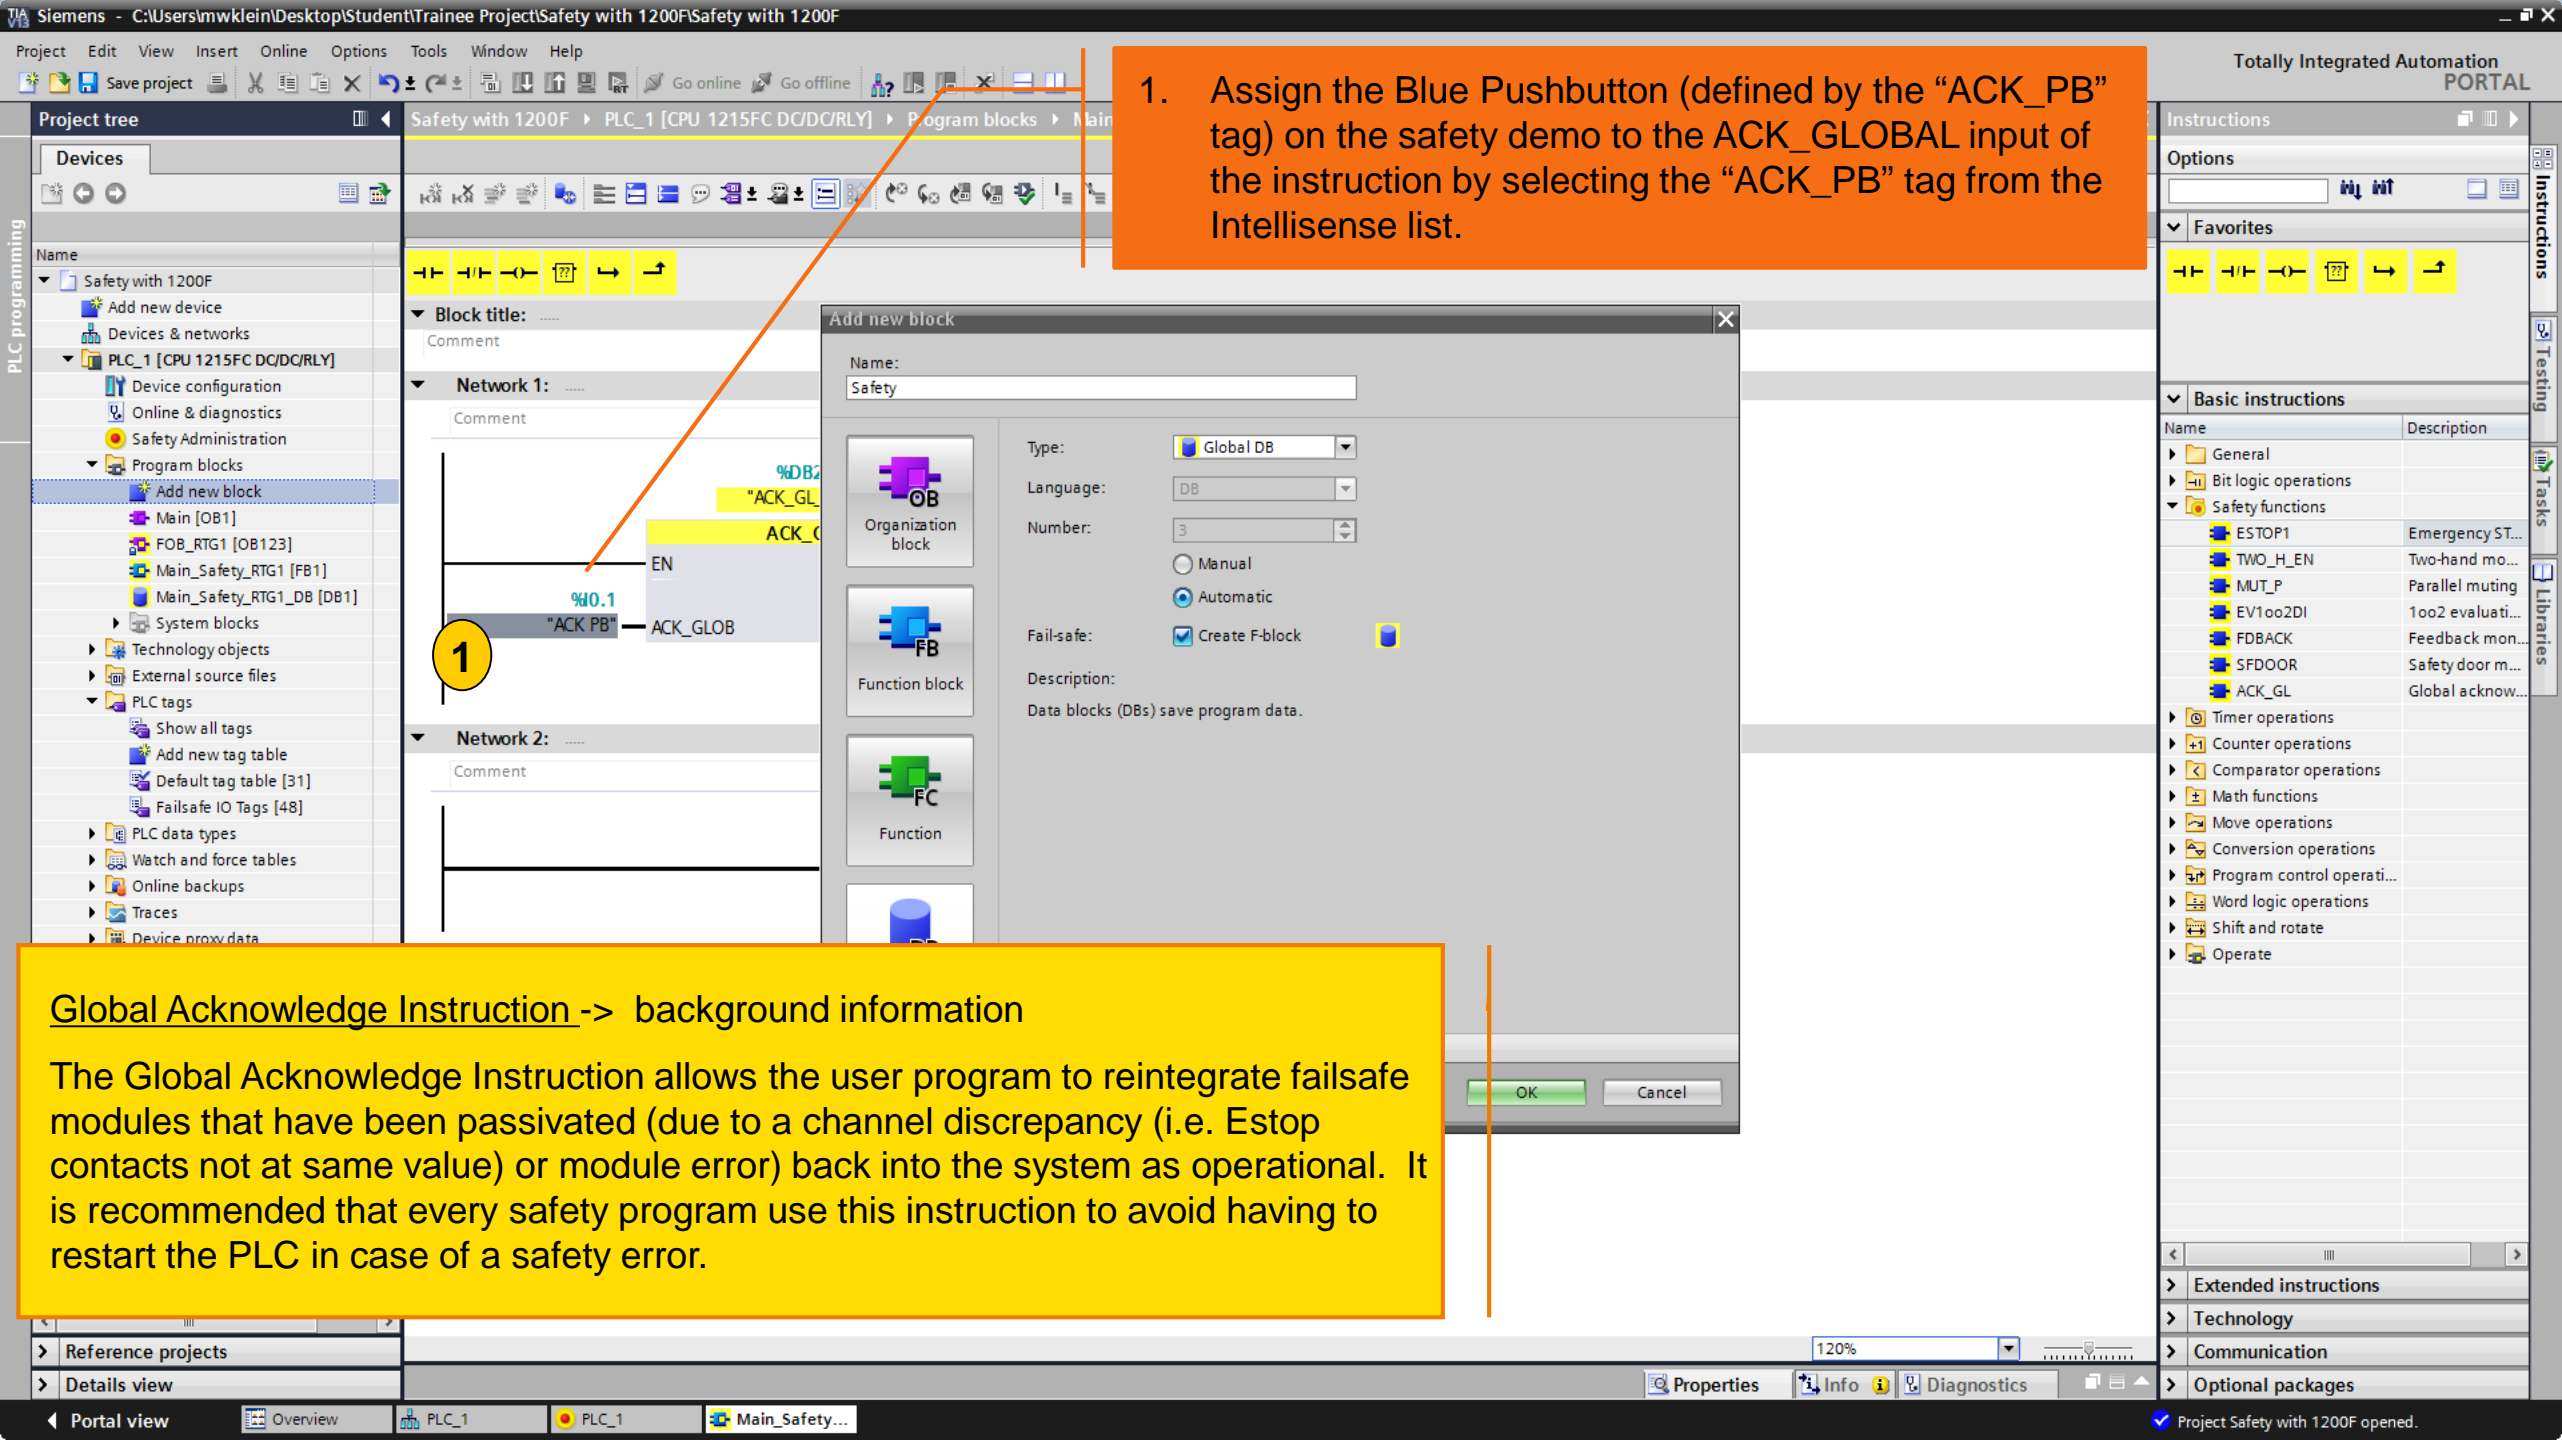 Siemens - C:\Users\mwklein\Desktop\Student\Trainee Project\Safety with 1200F\Safety with 1200F
Project Edit View Insert Online Options Tools Window Help
Totally Integrated Automation
PORTAL
Save project
Go online
Go offline
1. Assign the Blue Pushbutton (defined by the “ACK_PB”
tag) on the safety demo to the ACK_GLOBAL input of
the instruction by selecting the “ACK_PB” tag from the
Intellisense list.
Project tree
Devices
PLC programming
Name
Safety with 1200F
Add new device
Devices & networks
PLC_1 [CPU 1215FC DC/DC/RLY]
Device configuration
Online & diagnostics
Safety Administration
Program blocks
Add new block
Main [OB1]
FOB_RTG1 [OB123]
Main_Safety_RTG1 [FB1]
Main_Safety_RTG1_DB [DB1]
System blocks
Technology objects
External source files
PLC tags
Show all tags
Add new tag table
Default tag table [31]
Failsafe IO Tags [48]
PLC data types
Watch and force tables
Online backups
Traces
Device proxy data
Reference projects
Details view
Safety with 1200F PLC_1 [CPU 1215FC DC/DC/RLY] Program blocks Main
Block title: .....
Comment
Network 1: .....
Comment
%DB2
"ACK_GL_
ACK_G
EN
%I0.1
"ACK PB"
ACK_GLOB
1
Network 2: .....
Comment
Add new block
Name:
Safety
OB
Organization
block
FB
Function block
FC
Function
DB
Type: Global DB
Language: DB
Number: 3
Manual
Automatic
Fail-safe: Create F-block
Description:
Data blocks (DBs) save program data.
OK
Cancel
Global Acknowledge Instruction -> background information
The Global Acknowledge Instruction allows the user program to reintegrate failsafe
modules that have been passivated (due to a channel discrepancy (i.e. Estop
contacts not at same value) or module error) back into the system as operational. It
is recommended that every safety program use this instruction to avoid having to
restart the PLC in case of a safety error.
Instructions
Options
Favorites
Basic instructions
Name Description
General
Bit logic operations
Safety functions
ESTOP1 Emergency ST...
TWO_H_EN Two-hand mo...
MUT_P Parallel muting
EV1oo2DI 1oo2 evaluati...
FDBACK Feedback mon...
SFDOOR Safety door m...
ACK_GL Global acknow...
Timer operations
Counter operations
Comparator operations
Math functions
Move operations
Conversion operations
Program control operati...
Word logic operations
Shift and rotate
Operate
Extended instructions
Technology
Communication
Optional packages
Instructions
Testing
Tasks
Libraries
120%
Properties
Info
Diagnostics
Portal view
Overview
PLC_1
PLC_1
Main_Safety...
Project Safety with 1200F opened.